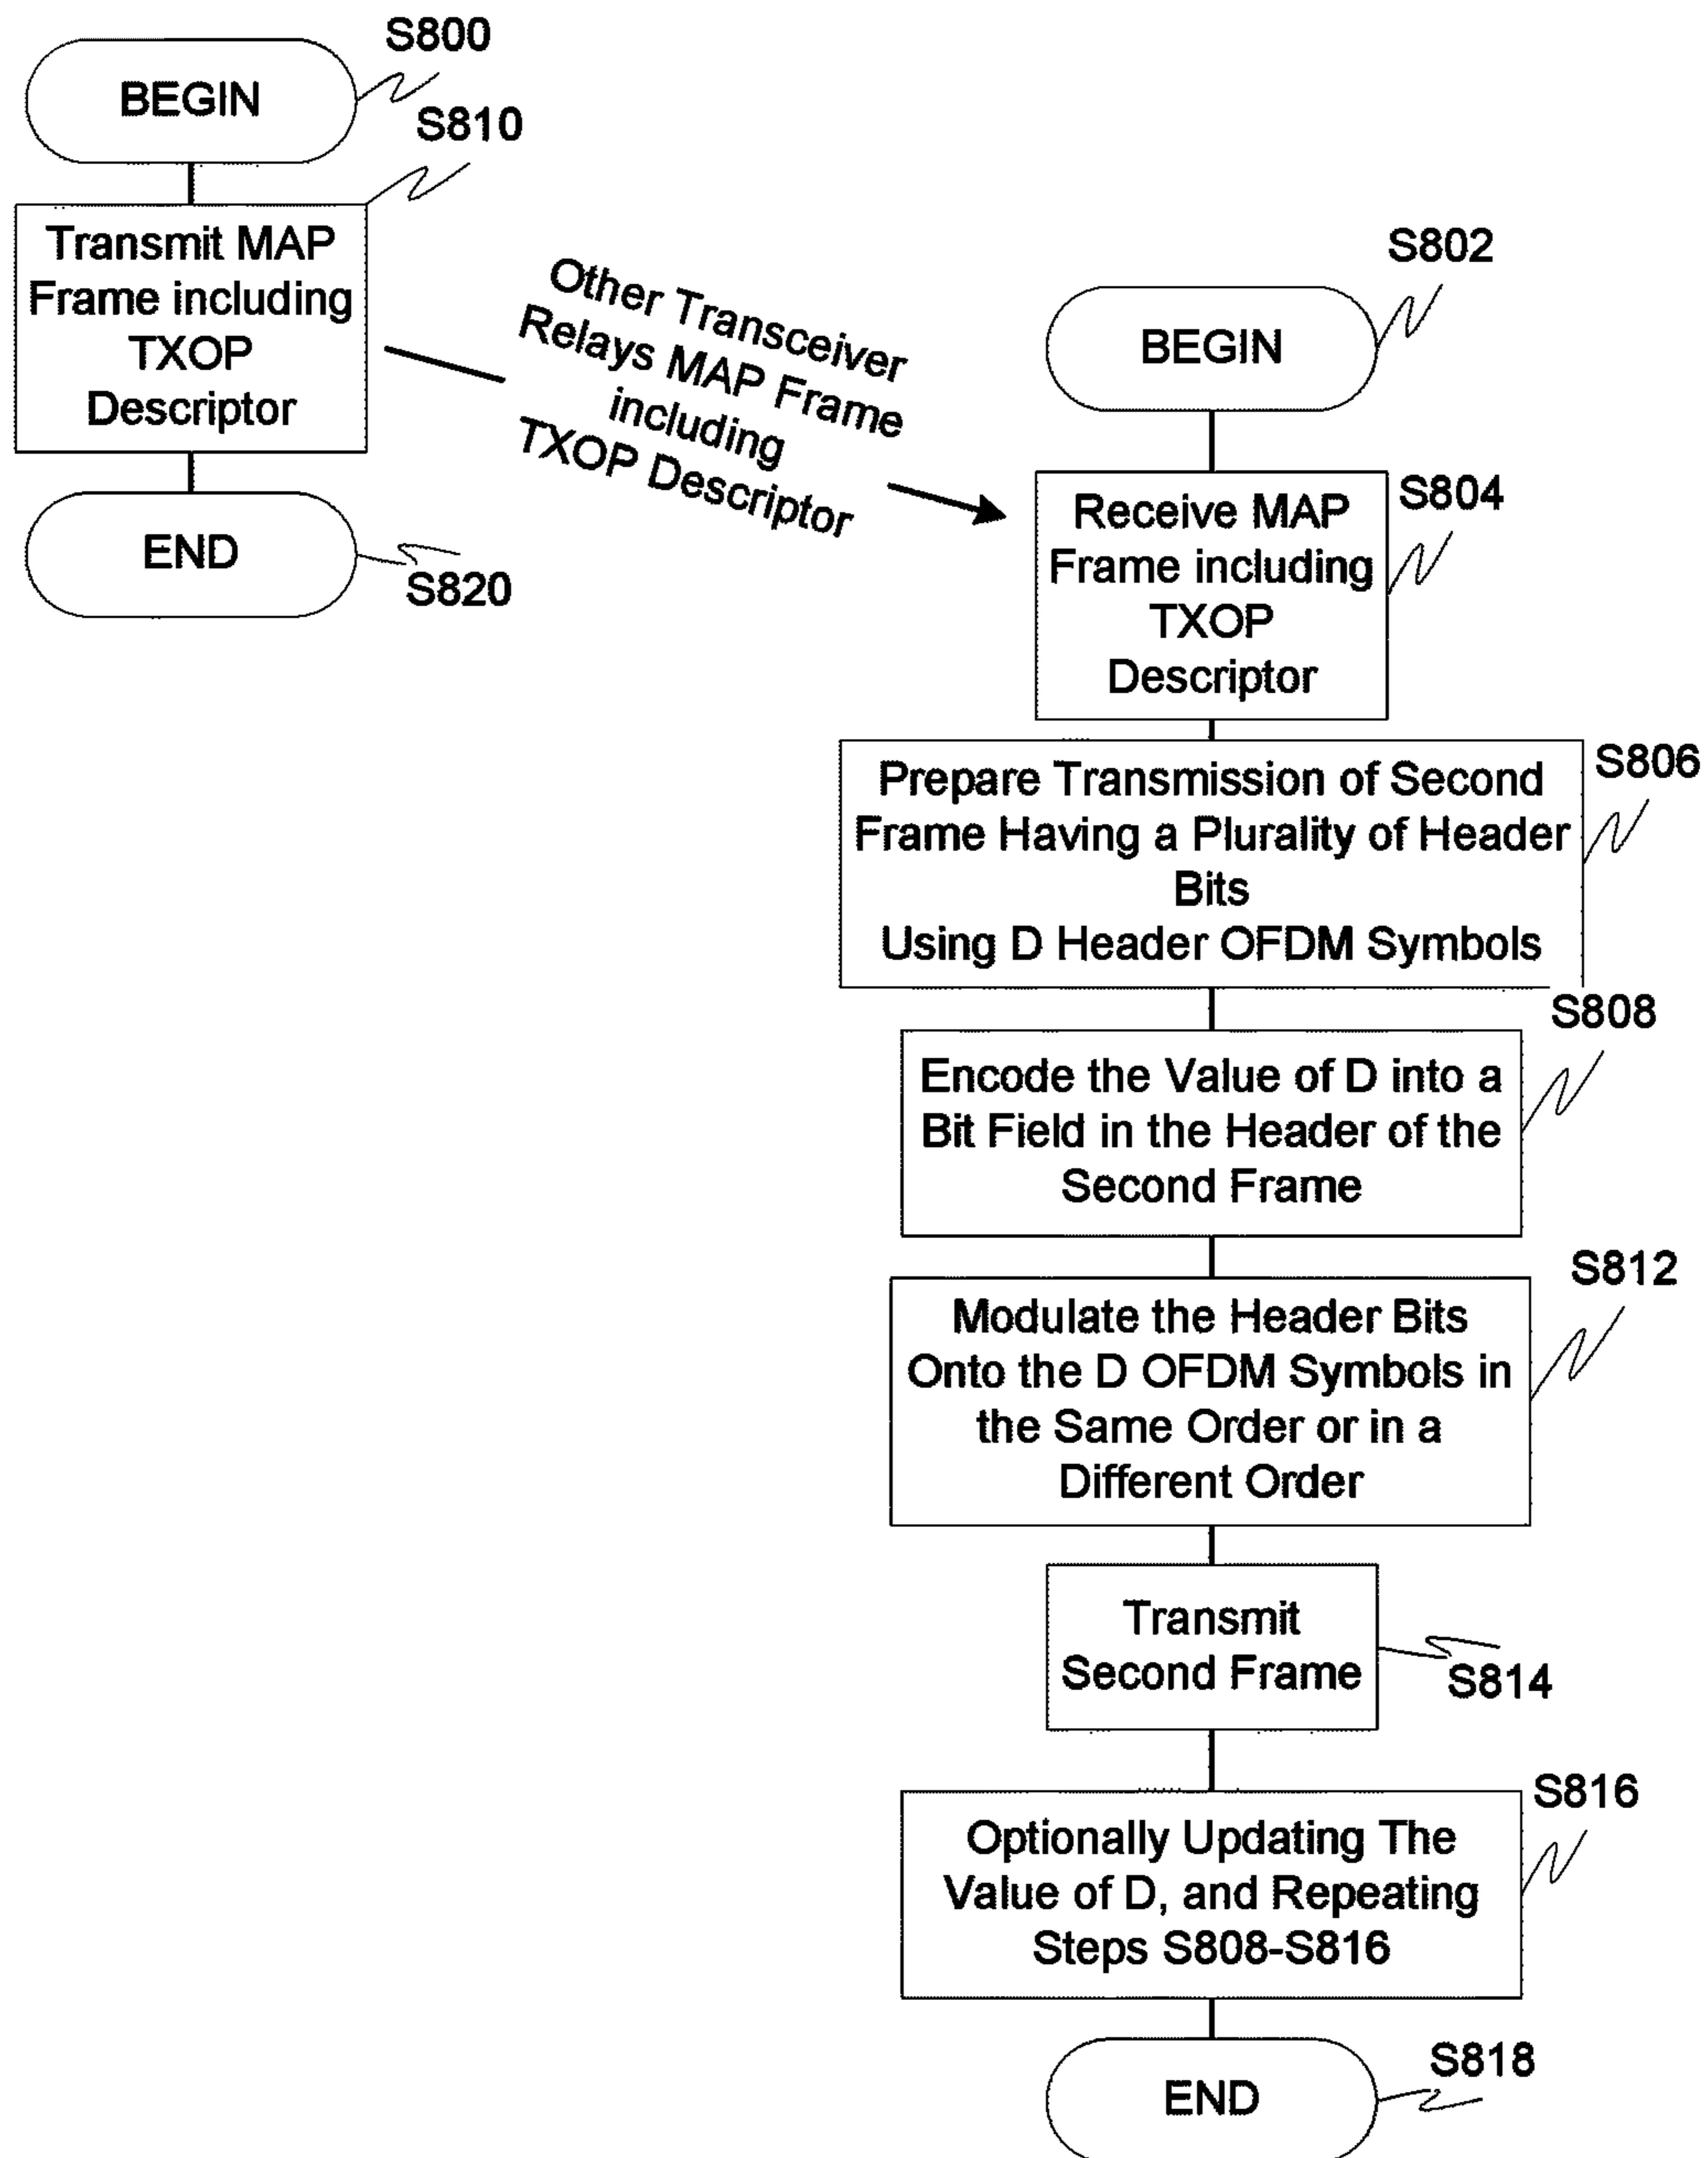 S800
BEGIN
S810
Transmit MAP
Frame including
TXOP
Descriptor
END
S820
Other Transceiver
Relays MAP Frame
including
TXOP Descriptor
S802
BEGIN
S804
Receive MAP
Frame including
TXOP
Descriptor
S806
Prepare Transmission of Second
Frame Having a Plurality of Header
Bits
Using D Header OFDM Symbols
S808
Encode the Value of D into a
Bit Field in the Header of the
Second Frame
S812
Modulate the Header Bits
Onto the D OFDM Symbols in
the Same Order or in a
Different Order
Transmit
Second Frame
S814
S816
Optionally Updating The
Value of D, and Repeating
Steps S808-S816
S818
END